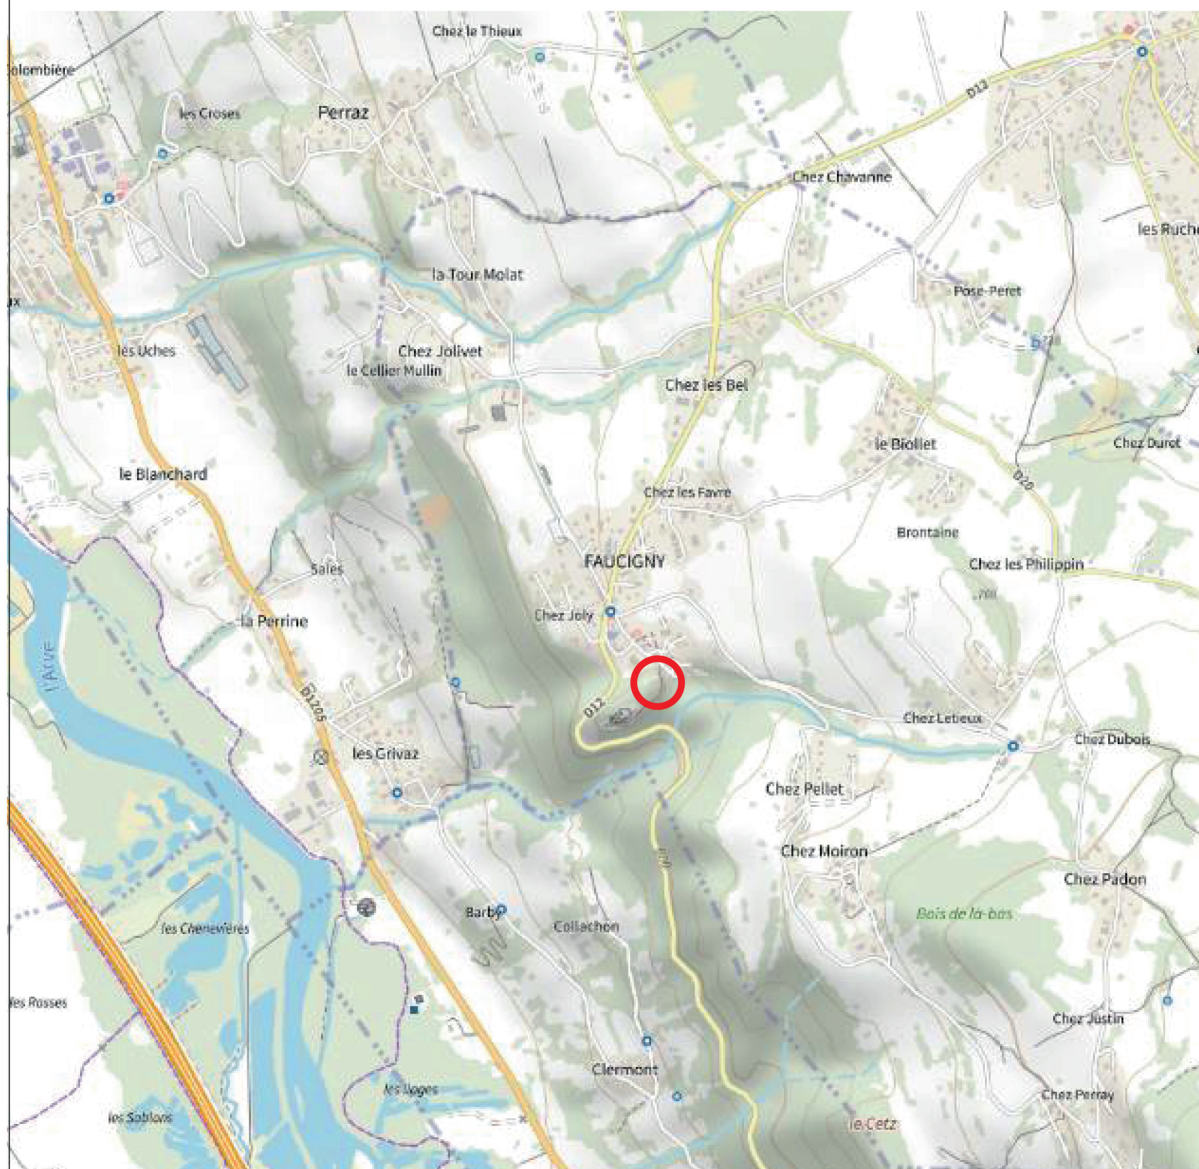 Chez le Thieux
olombière
D12
les Croses
Perraz
Chez Chavanne
les Ruche
la Tour Molat
Pose-Peret
ux
les Uches
Chez Jolivet
le Cellier Mullin
Chez les Bel
le Biollet
Chez Duret
le Blanchard
D20
Chez les Favre
Brontaine
FAUCIGNY
Chez les Philippin
Sales
Chez Joly
la Perrine
l'Arve
D1205
D12
Chez Letieux
les Grivaz
Chez Dubois
Chez Pellet
Chez Moiron
Chez Padon
Barby
Bois de là-bas
les Chenevières
Collachon
les Rosses
Chez Justin
Clermont
les Iloges
Chez Perray
les Sablons
le Cetz